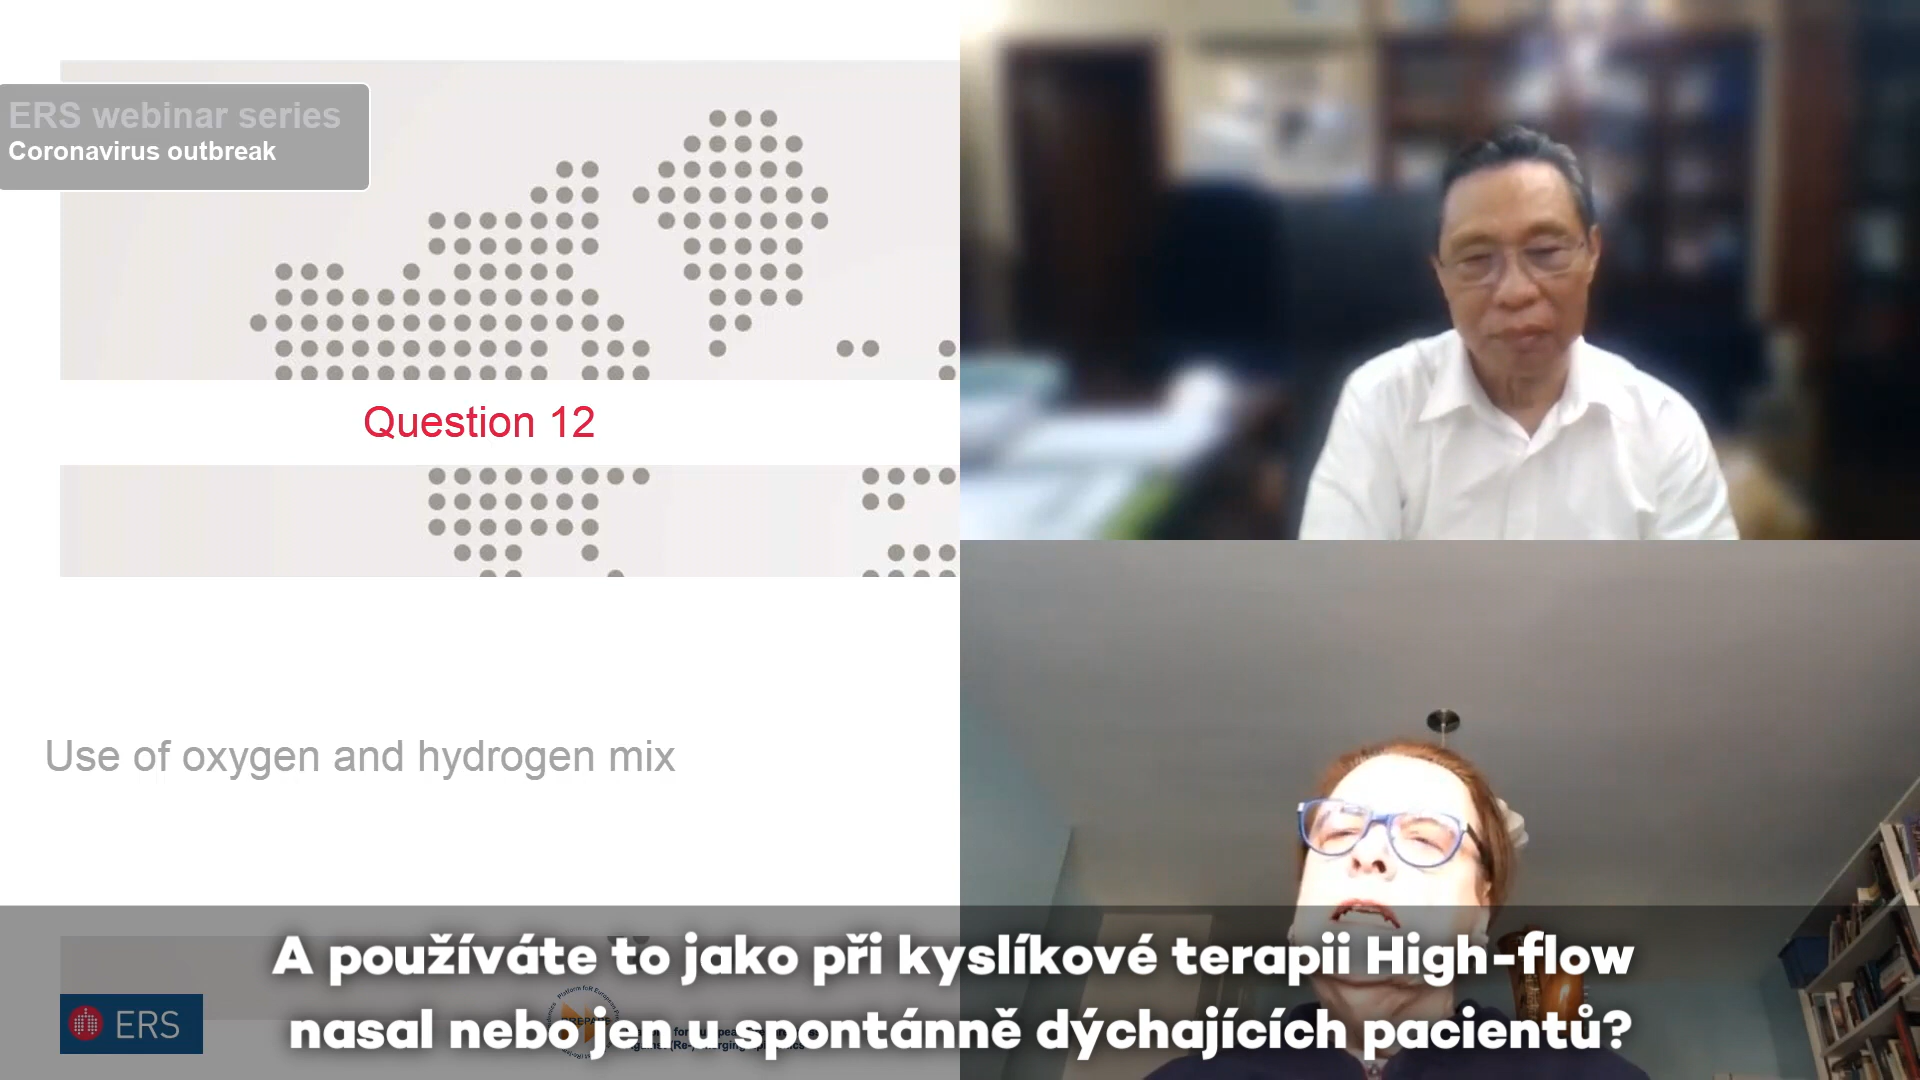 ERS webinar series
Coronavirus outbreak
Question 12
Use of oxygen and hydrogen mix
A používáte to jako při kyslíkové terapii High-flow
nasal nebo jen u spontánně dýchajících pacientů?
ERS